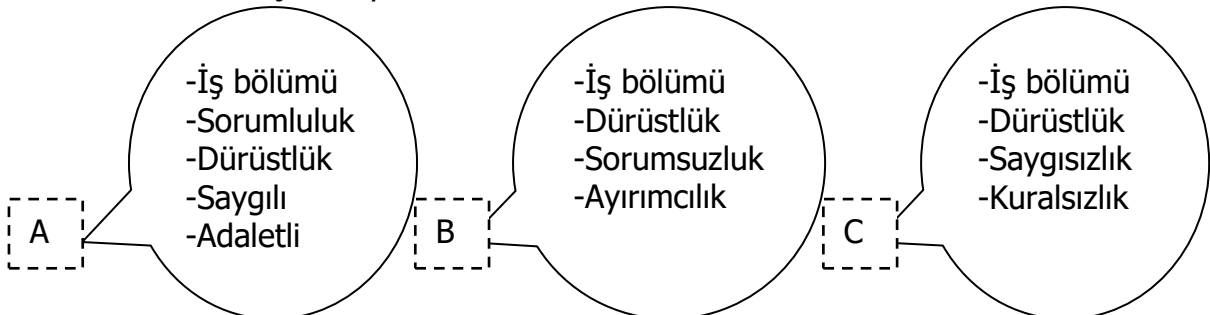 -İş bölümü
-Sorumluluk
-Dürüstlük
-Saygılı
-Adaletli
A
-İş bölümü
-Dürüstlük
-Sorumsuzluk
-Ayırımcılık
B
-İş bölümü
-Dürüstlük
-Saygısızlık
-Kuralsızlık
C